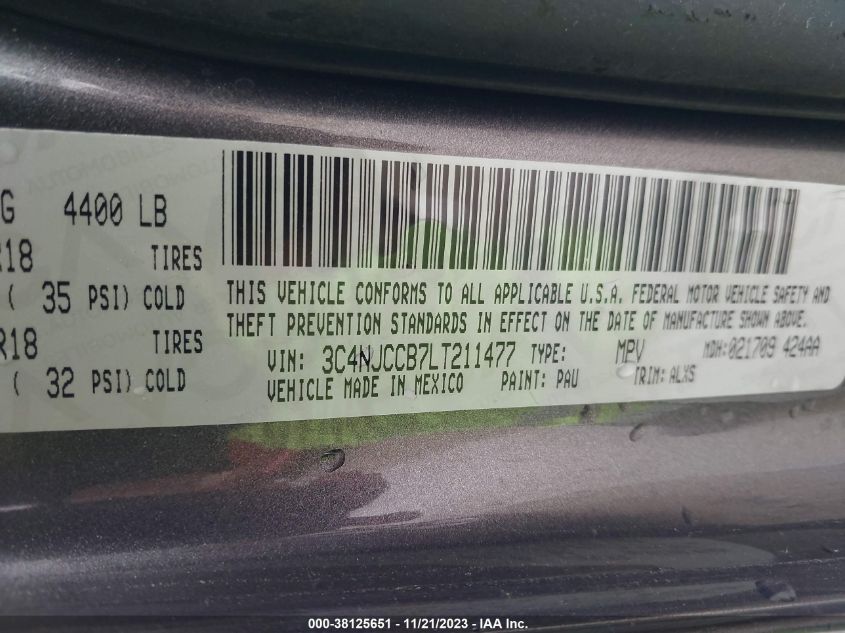 G 4400 LB
R18 TIRES
( 35 PSI) COLD
R18 TIRES
( 32 PSI) COLD
THIS VEHICLE CONFORMS TO ALL APPLICABLE U.S.A. FEDERAL MOTOR VEHICLE SAFETY AND
THEFT PREVENTION STANDARDS IN EFFECT ON THE DATE OF MANUFACTURE SHOWN ABOVE.
VIN: 3C4NJCCB7LT211477 TYPE: MPV MDH:021709 424AA
VEHICLE MADE IN MEXICO PAINT: PAU TRIM: ALXS
000-38125651 - 11/21/2023 - IAA Inc.